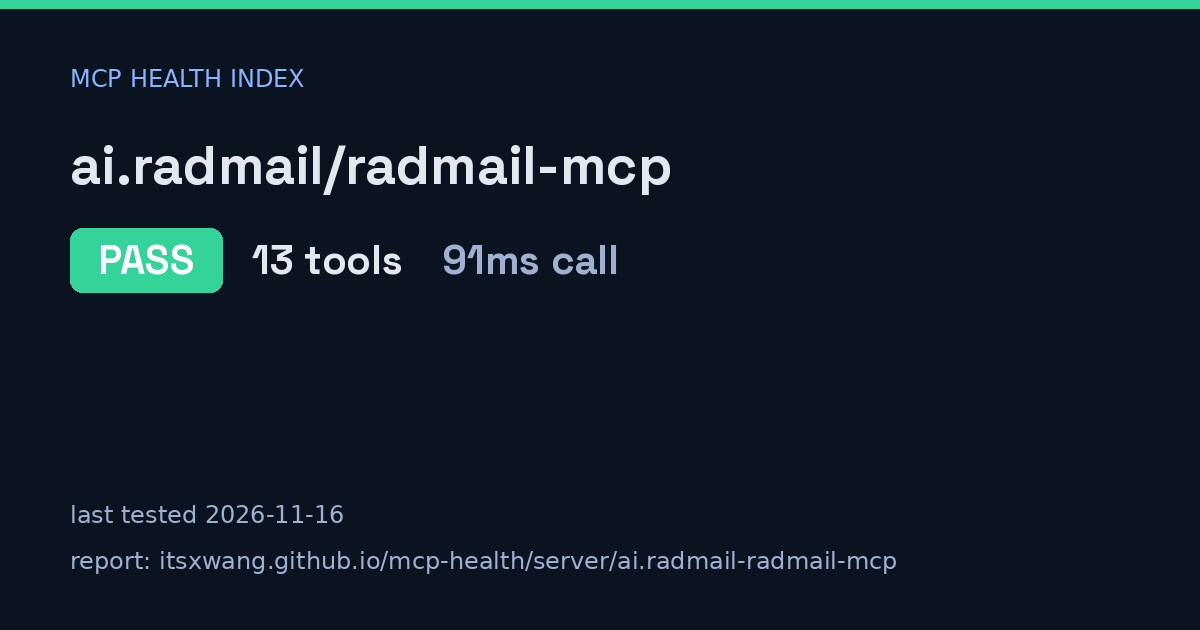 MCP HEALTH INDEX
ai.radmail/radmail-mcp
PASS 13 tools 91ms call
last tested 2026-11-16
report: itsxwang.github.io/mcp-health/server/ai.radmail-radmail-mcp